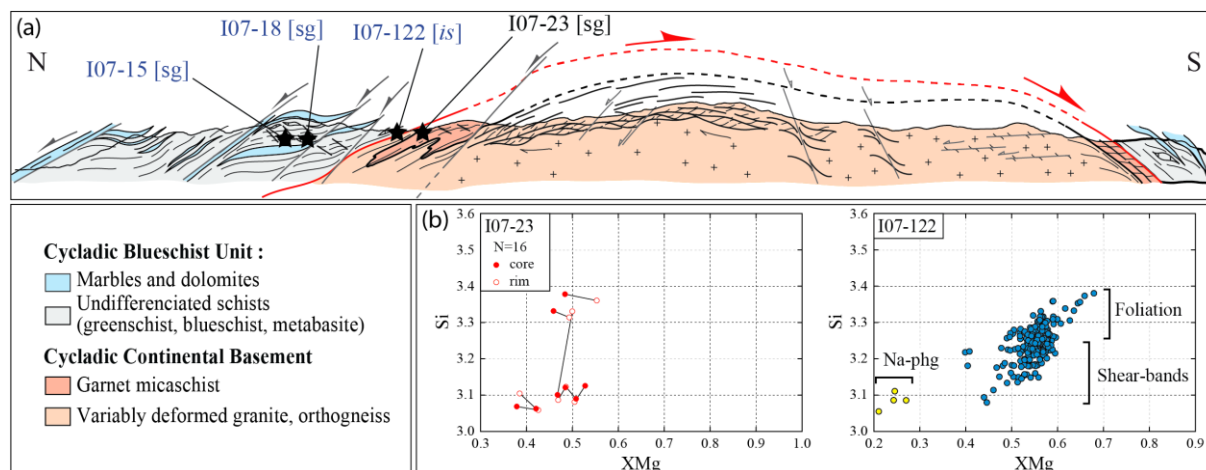 (a)
N
S
I07-15 [sg]
I07-18 [sg]
I07-122 [is]
I07-23 [sg]
Cycladic Blueschist Unit :
Marbles and dolomites
Undifferenciated schists
(greenschist, blueschist, metabasite)
Cycladic Continental Basement
Garnet micaschist
Variably deformed granite, orthogneiss
(b)
I07-23
N=16
core
rim
Si
3.6
3.5
3.4
3.3
3.2
3.1
3.0
0.3 0.4 0.5 0.6 0.7 0.8 0.9 1.0
XMg
I07-122
Si
3.6
3.5
3.4
3.3
3.2
3.1
3.0
Foliation
Na-phg
Shear-bands
0.2 0.3 0.4 0.5 0.6 0.7 0.8 0.9
XMg